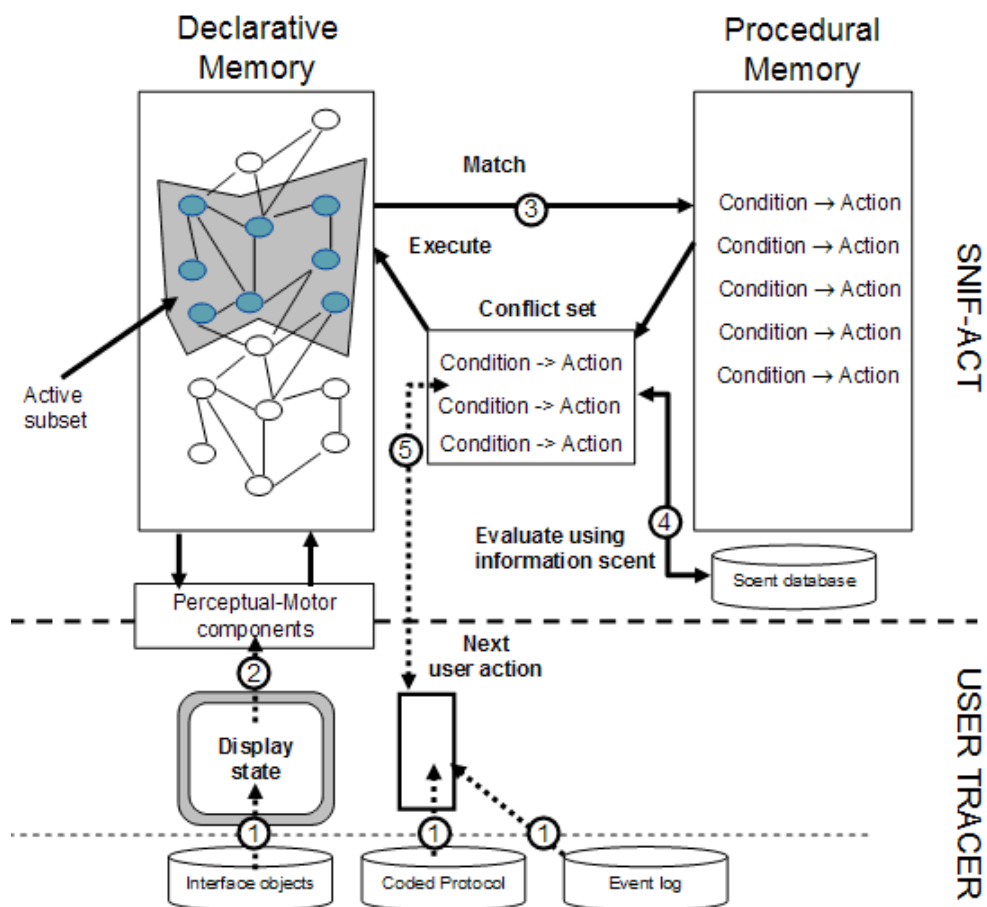 Declarative
Memory
Procedural
Memory
Match
3
Condition → Action
Condition → Action
Condition → Action
Condition → Action
Condition → Action
Execute
Conflict set
Condition -> Action
Condition -> Action
Condition -> Action
Active
subset
5
4
Evaluate using
information scent
Scent database
SNIF-ACT
Perceptual-Motor
components
2
Next
user action
Display
state
1
1
1
Interface objects
Coded Protocol
Event log
USER TRACER